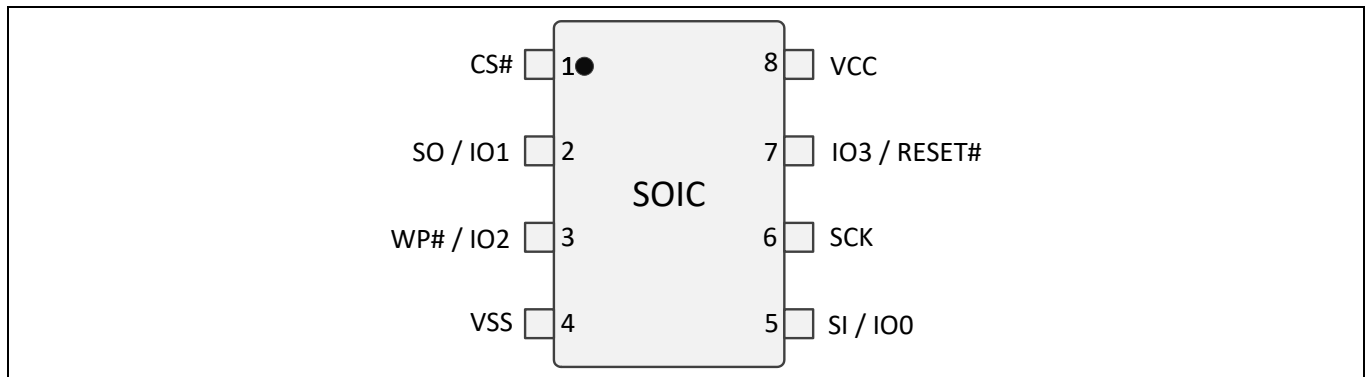 CS# 1 8 VCC
SO / IO1 2 7 IO3 / RESET#
SOIC
WP# / IO2 3 6 SCK
VSS 4 5 SI / IO0